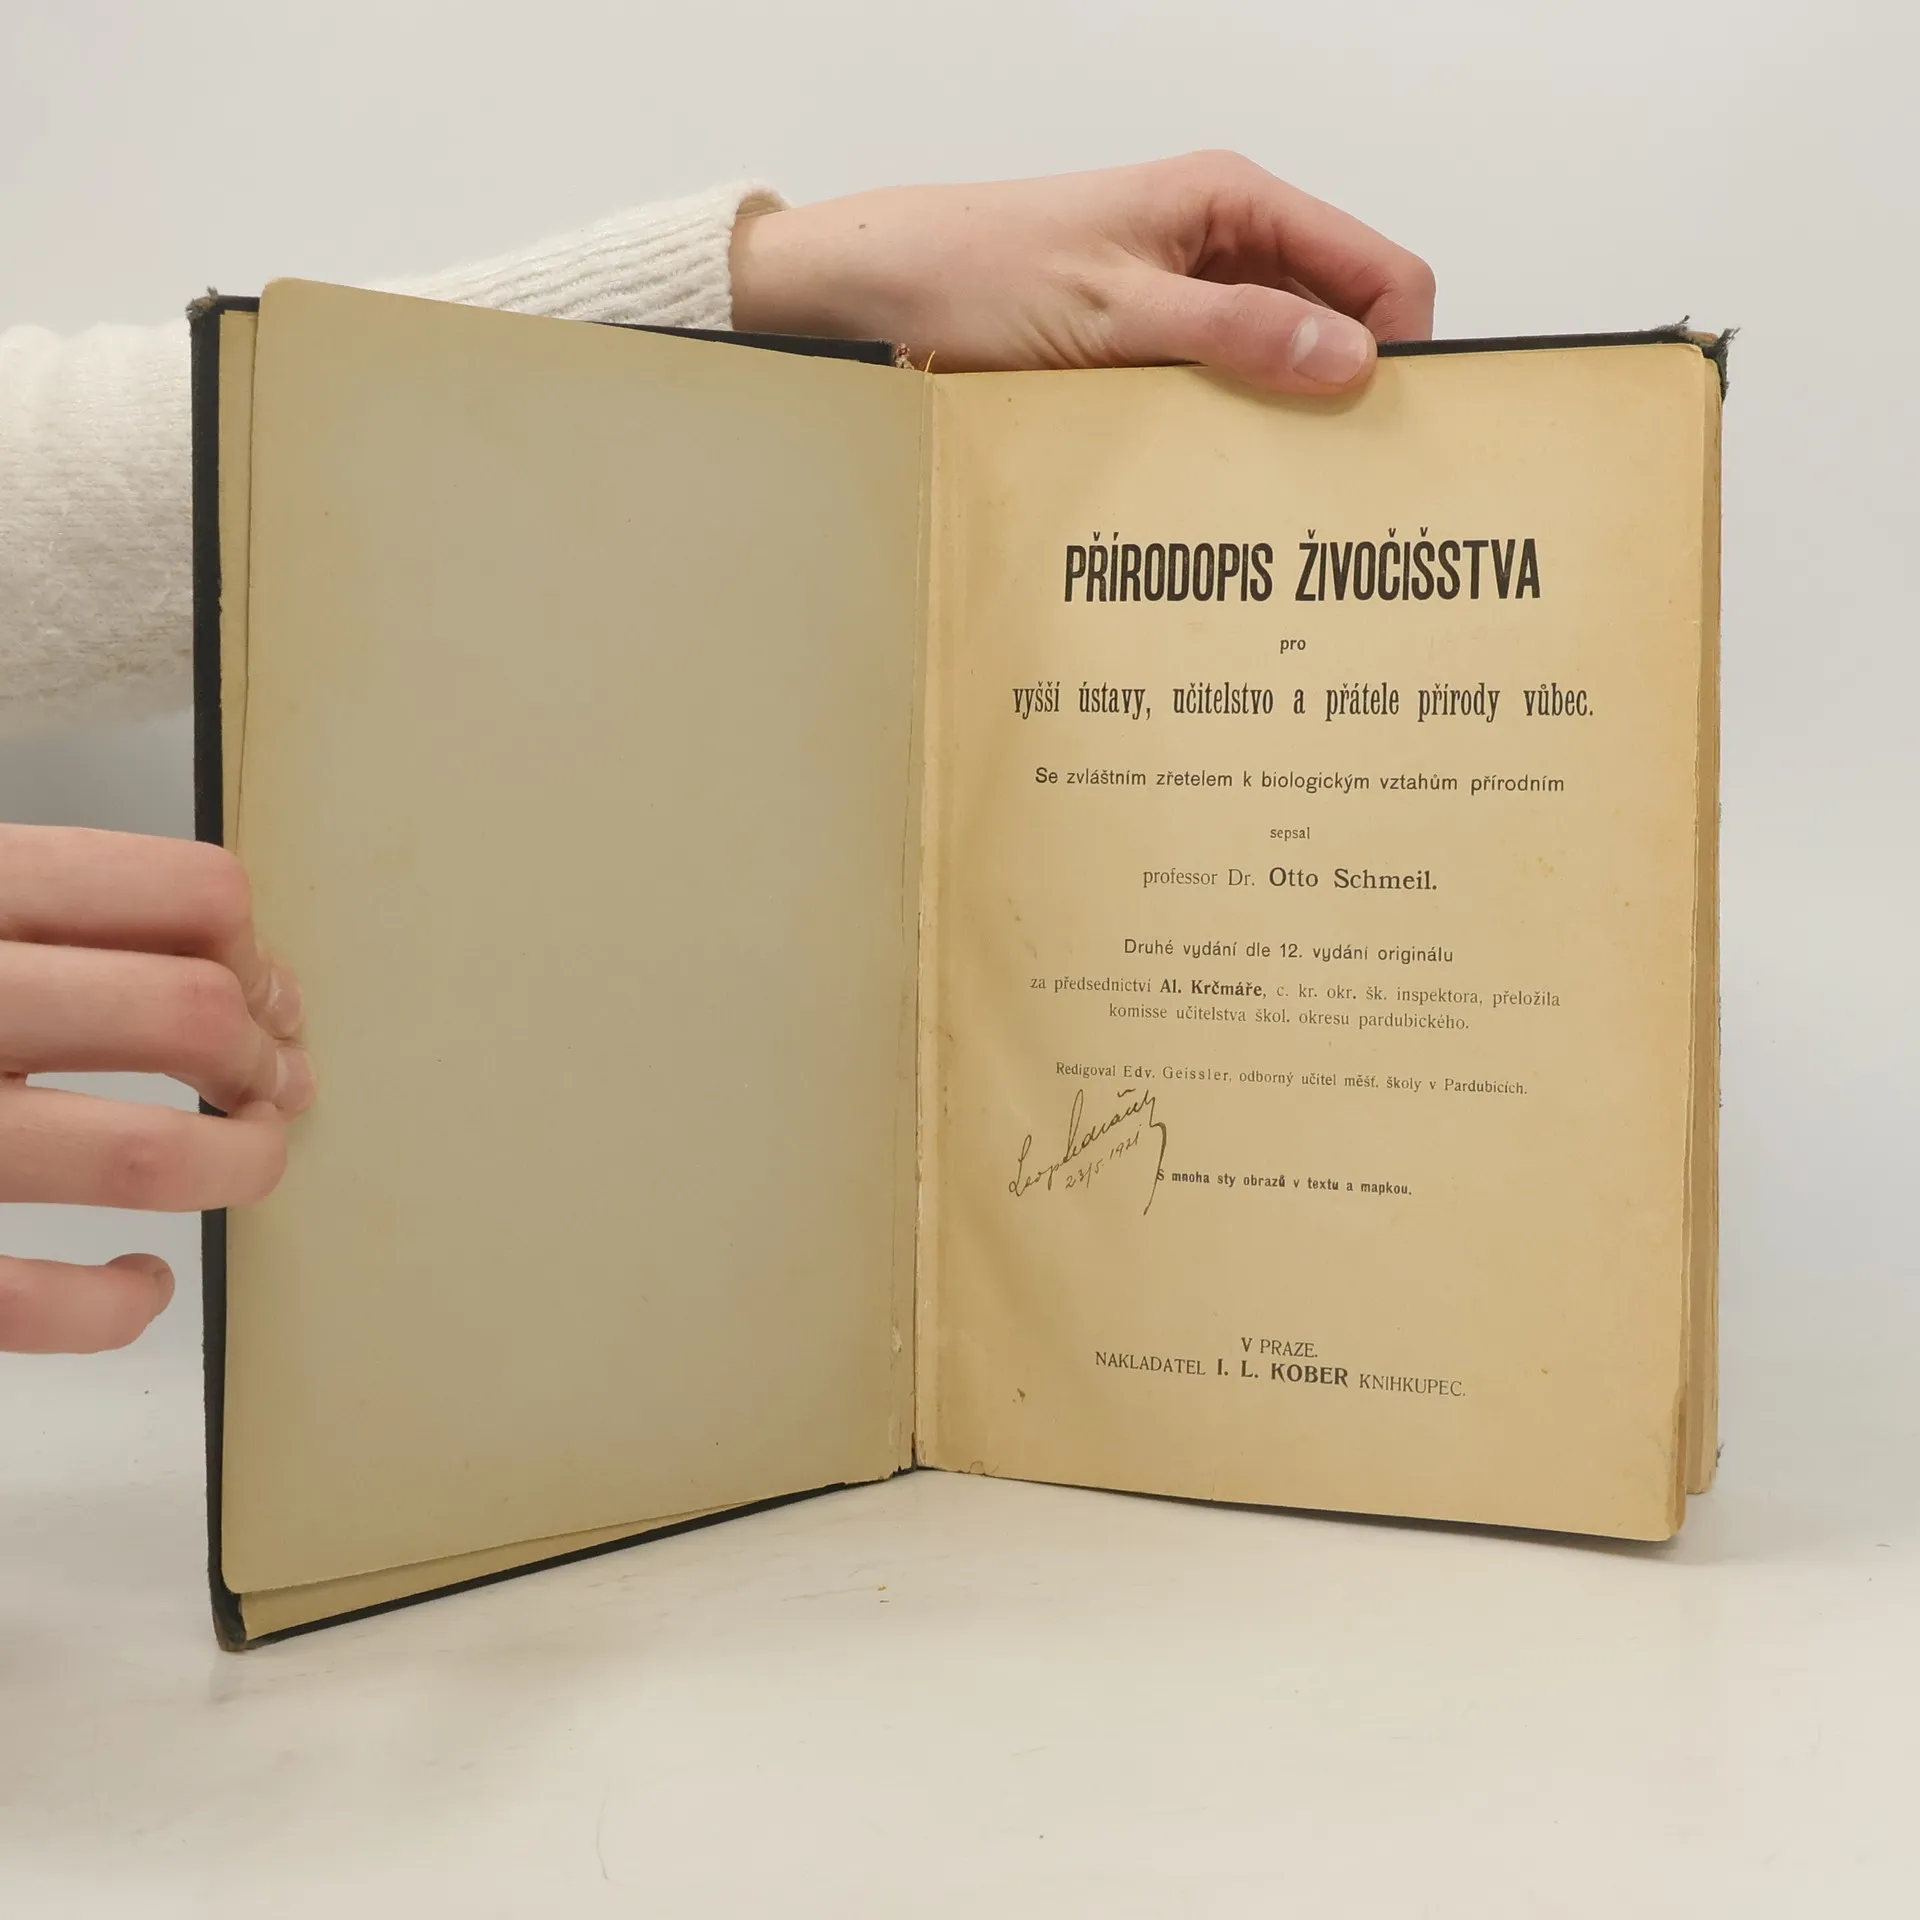 PŘÍRODOPIS ŽIVOČIŠSTVA
pro
vyšší ústavy, učitelstvo a přátele přírody vůbec.
Se zvláštním zřetelem k biologickým vztahům přírodním
sepsal
professor Dr. Otto Schmeil.
Druhé vydání dle 12. vydání originálu
za předsednictví Al. Krčmáře, c. kr. okr. šk. inspektora, přeložila
komisse učitelstva škol. okresu pardubického.
Redigoval Edv. Geissler, odborný učitel měšť. školy v Pardubicích.
23/5. 1921
S mnoha sty obrazů v textu a mapkou.
V PRAZE.
NAKLADATEL I. L. KOBER KNIHKUPEC.